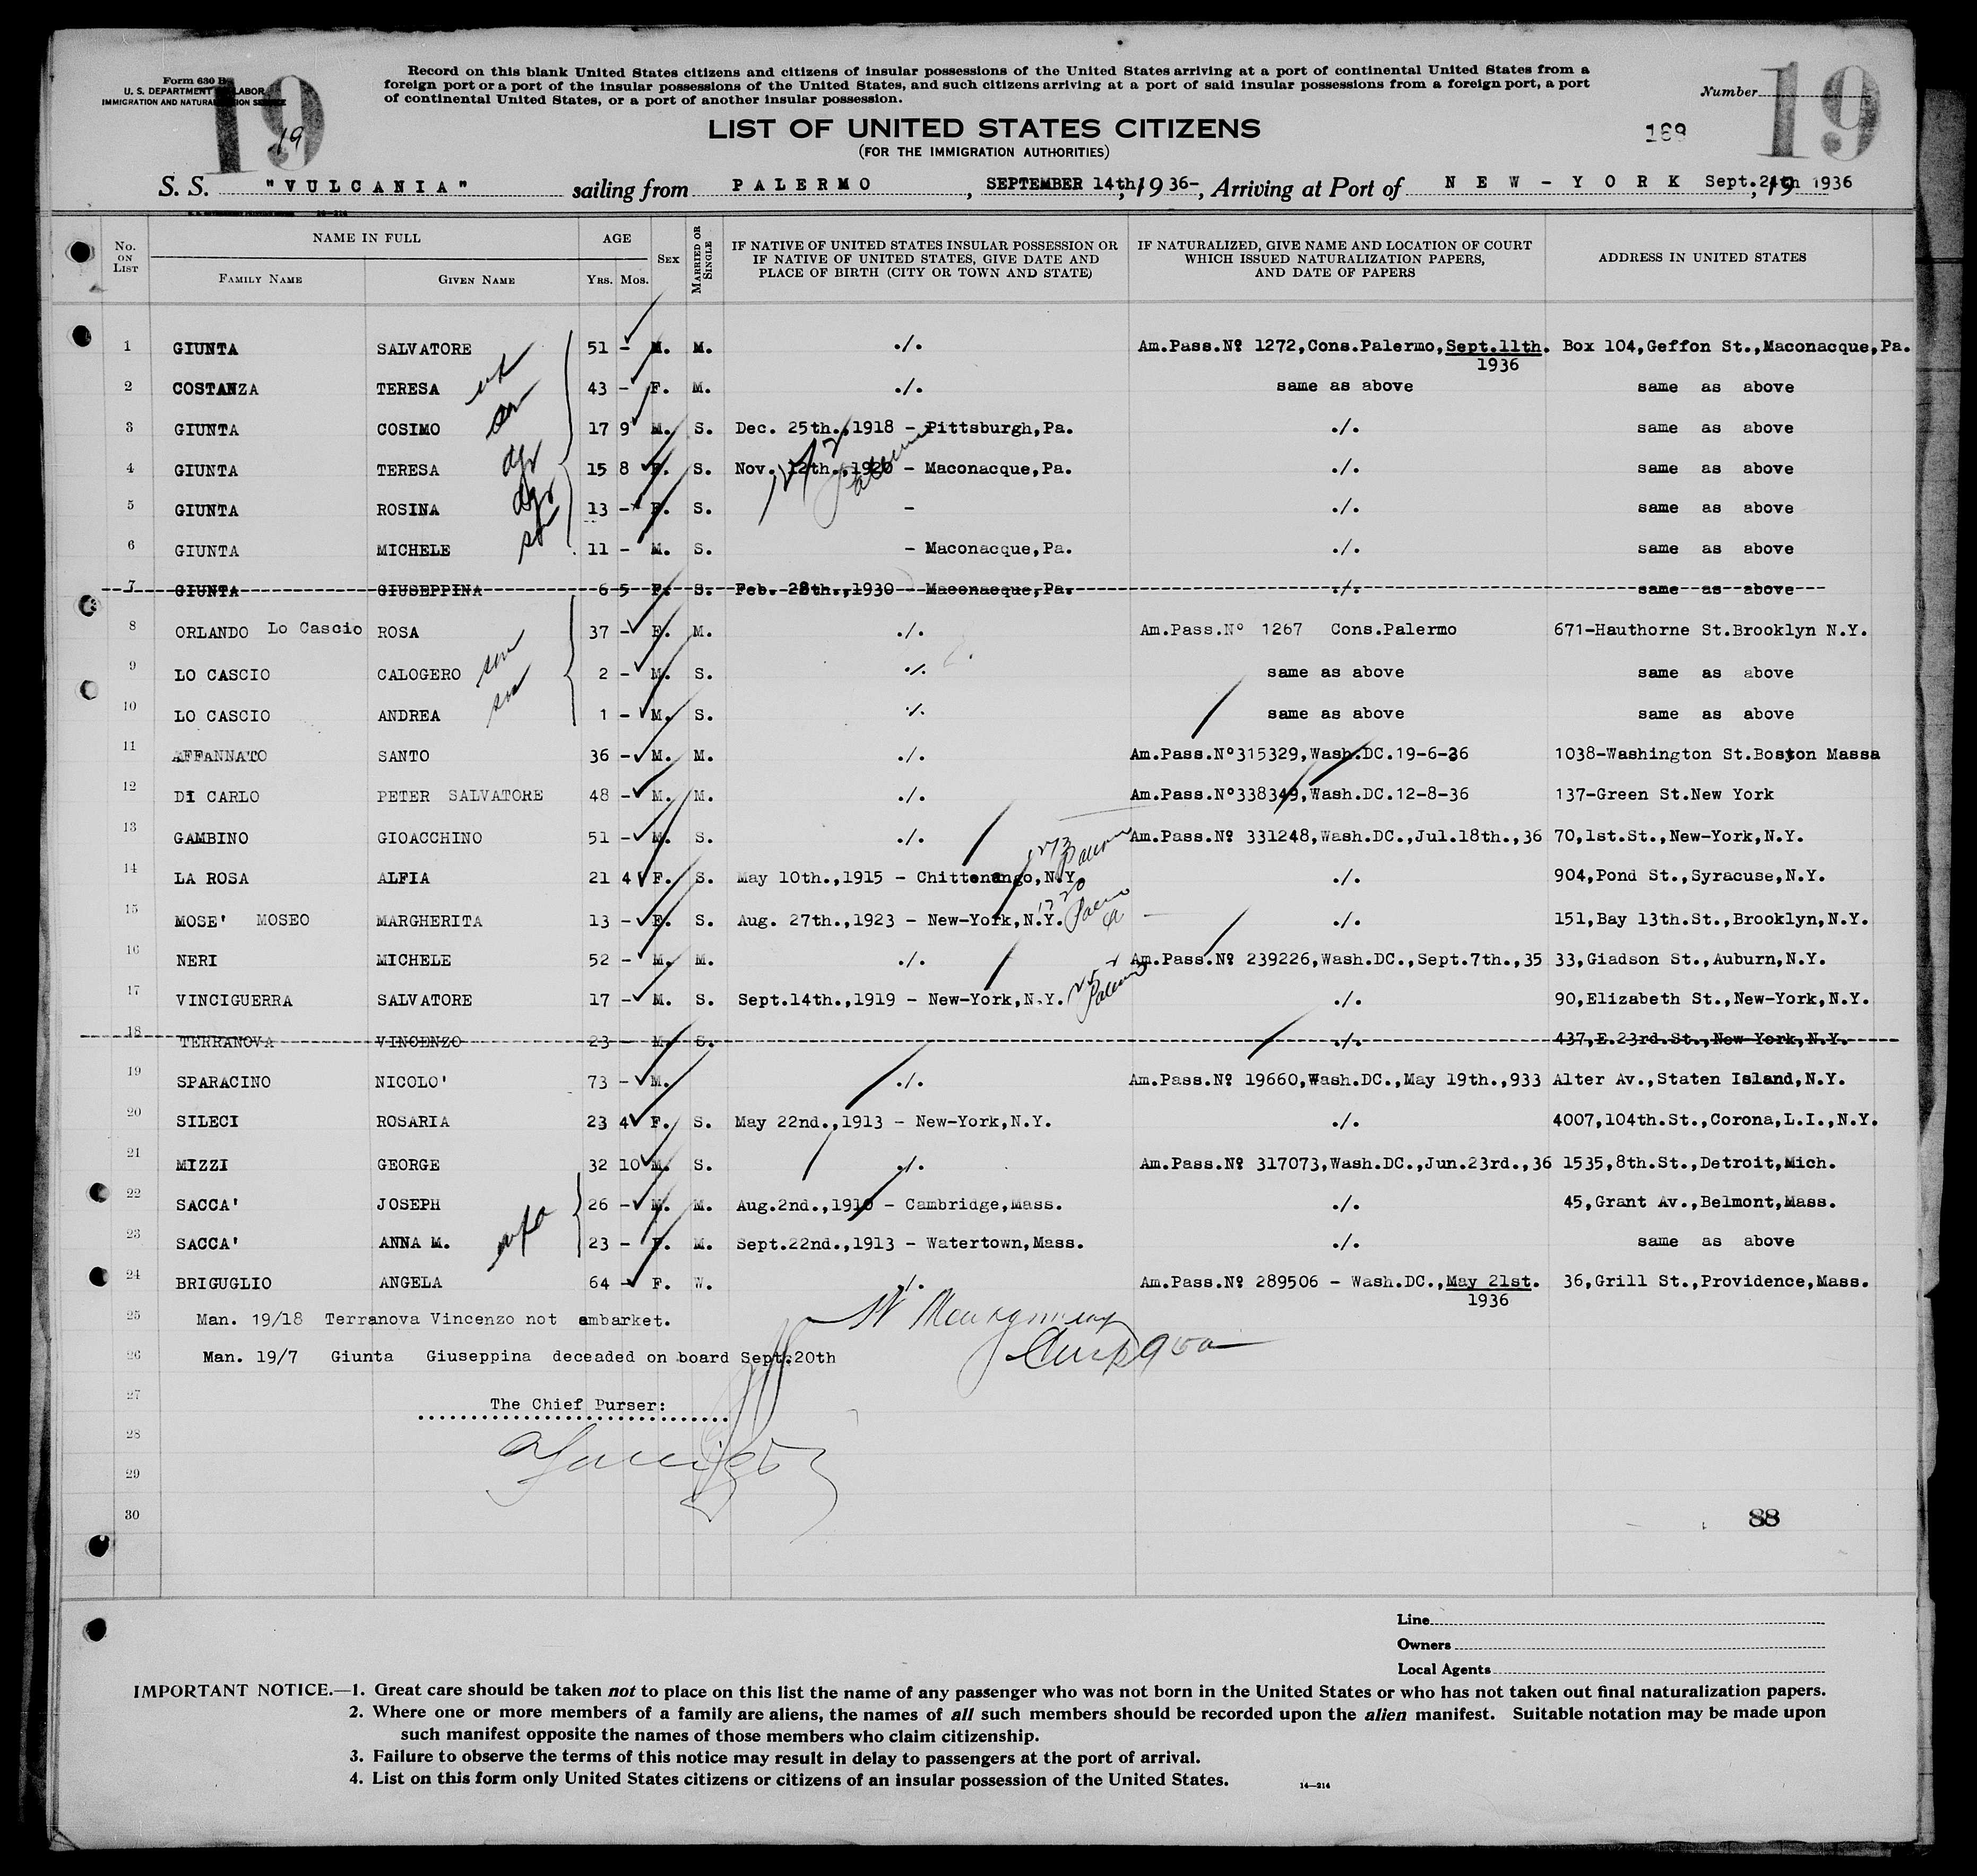 Form 630 B
U. S. DEPARTMENT LABOR
IMMIGRATION AND NATURALIZATION SERVICE
19
19
Record on this blank United States citizens and citizens of insular possessions of the United States arriving at a port of continental United States from a
foreign port or a port of the insular possessions of the United States, and such citizens arriving at a port of said insular possessions from a foreign port, a port
of continental United States, or a port of another insular possession.
Number
19
LIST OF UNITED STATES CITIZENS
(FOR THE IMMIGRATION AUTHORITIES)
169
S. S. "VULCANIA" sailing from PALERMO, SEPTEMBER 14th, 1936-, Arriving at Port of NEW-YORK Sept.24th, 19 1936
No. ON LIST
NAME IN FULL
FAMILY NAME GIVEN NAME
AGE
YRS. MOS.
SEX
MARRIED OR SINGLE
IF NATIVE OF UNITED STATES INSULAR POSSESSION OR
IF NATIVE OF UNITED STATES, GIVE DATE AND
PLACE OF BIRTH (CITY OR TOWN AND STATE)
IF NATURALIZED, GIVE NAME AND LOCATION OF COURT
WHICH ISSUED NATURALIZATION PAPERS,
AND DATE OF PAPERS
ADDRESS IN UNITED STATES
1 GIUNTA SALVATORE 51 - M. M. ./. Am.Pass.Nº 1272,Cons.Palermo,Sept.11th. 1936 Box 104,Geffon St.,Maconacque,Pa.
2 COSTANZA TERESA 43 - F. M. ./. same as above same as above
3 GIUNTA COSIMO 17 9 M. S. Dec. 25th.,1918 - Pittsburgh,Pa. ./. same as above
4 GIUNTA TERESA dgr 15 8 F. S. Nov. 12th.,1920 - Maconacque,Pa. ./. same as above
5 GIUNTA ROSINA dgr 13 - F. S. - ./. same as above
6 GIUNTA MICHELE son 11 - M. S. - Maconacque,Pa. ./. same as above
7 GIUNTA GIUSEPPINA 6 5 F. S. Feb. 28th.,1930 - Maconacque,Pa. ./. same as above
8 ORLANDO Lo Cascio ROSA 37 - F. M. ./. Am.Pass.Nº 1267 Cons.Palermo 671-Hauthorne St.Brooklyn N.Y.
9 LO CASCIO CALOGERO son 2 - M. S. ./. same as above same as above
10 LO CASCIO ANDREA son 1 - M. S. ./. same as above same as above
11 AFFANNATO SANTO 36 - M. M. ./. Am.Pass.Nº315329,Wash.DC.19-6-36 1038-Washington St.Boston Massa
12 DI CARLO PETER SALVATORE 48 - M. M. ./. Am.Pass.Nº338349,Wash.DC.12-8-36 137-Green St.New York
13 GAMBINO GIOACCHINO 51 - M. S. ./. Am.Pass.Nº 331248,Wash.DC.,Jul.18th.,36 70,1st.St.,New-York,N.Y.
14 LA ROSA ALFIA 21 4 F. S. May 10th.,1915 - Chittenango,N.Y. ./. 904,Pond St.,Syracuse,N.Y.
15 MOSE' MOSEO MARGHERITA 13 - F. S. Aug. 27th.,1923 - New-York,N.Y. ./. 151,Bay 13th.St.,Brooklyn,N.Y.
16 NERI MICHELE 52 - M. M. ./. Am.Pass.Nº 239226,Wash.DC.,Sept.7th.,35 33,Giadson St.,Auburn,N.Y.
17 VINCIGUERRA SALVATORE 17 - M. S. Sept.14th.,1919 - New-York,N.Y. Palermo ./. 90,Elizabeth St.,New-York,N.Y.
18 TERRANOVA VINCENZO 23 - M. S. ./. 437,E.23rd.St.,New York,N.Y.
19 SPARACINO NICOLO' 73 - M. ./. Am.Pass.Nº 19660,Wash.DC.,May 19th.,933 Alter Av.,Staten Island,N.Y.
20 SILECI ROSARIA 23 4 F. S. May 22nd.,1913 - New-York,N.Y. ./. 4007,104th.St.,Corona,L.I.,N.Y.
21 MIZZI GEORGE 32 10 M. S. ./. Am.Pass.Nº 317073,Wash.DC.,Jun.23rd.,36 1535,8th.St.,Detroit,Mich.
22 SACCA' JOSEPH 26 - M. M. Aug.2nd.,1910 - Cambridge,Mass. ./. 45,Grant Av.,Belmont,Mass.
23 SACCA' ANNA M. 23 - F. M. Sept.22nd.,1913 - Watertown,Mass. ./. same as above
24 BRIGUGLIO ANGELA 64 - F. W. ./. Am.Pass.Nº 289506 - Wash.DC.,May 21st. 1936 36,Grill St.,Providence,Mass.
25 Man. 19/18 Terranova Vincenzo not embarket.
26 Man. 19/7 Giunta Giuseppina deceaded on board Sept.20th
27 The Chief Purser:
28
29
30 88
Line
Owners
Local Agents
IMPORTANT NOTICE.—1. Great care should be taken not to place on this list the name of any passenger who was not born in the United States or who has not taken out final naturalization papers.
2. Where one or more members of a family are aliens, the names of all such members should be recorded upon the alien manifest. Suitable notation may be made upon
such manifest opposite the names of those members who claim citizenship.
3. Failure to observe the terms of this notice may result in delay to passengers at the port of arrival.
4. List on this form only United States citizens or citizens of an insular possession of the United States.
14—214